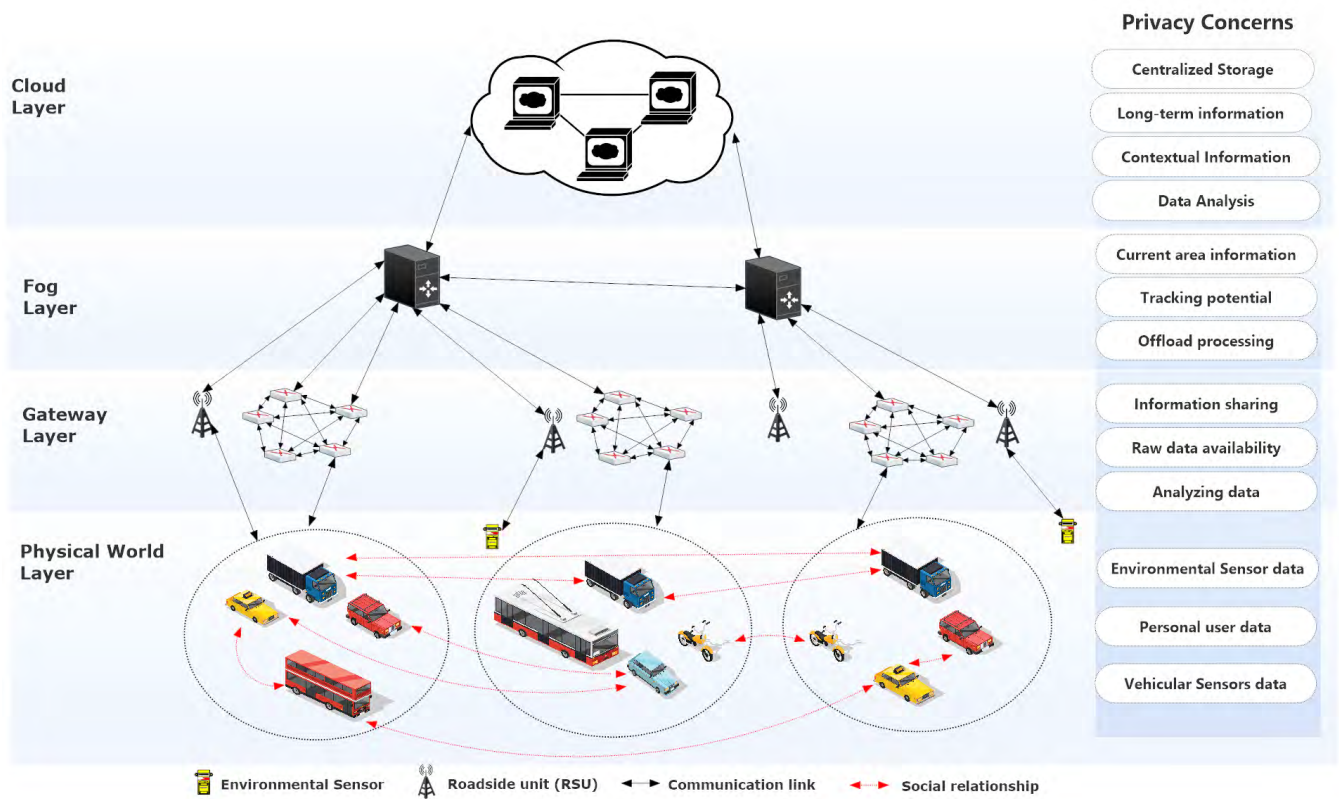 Privacy Concerns
Cloud
Layer
Centralized Storage
Long-term information
Contextual Information
Data Analysis
Fog
Layer
Current area information
Tracking potential
Offload processing
Gateway
Layer
Information sharing
Raw data availability
Analyzing data
Physical World
Layer
Environmental Sensor data
Personal user data
Vehicular Sensors data
Environmental Sensor
Roadside unit (RSU)
Communication link
Social relationship